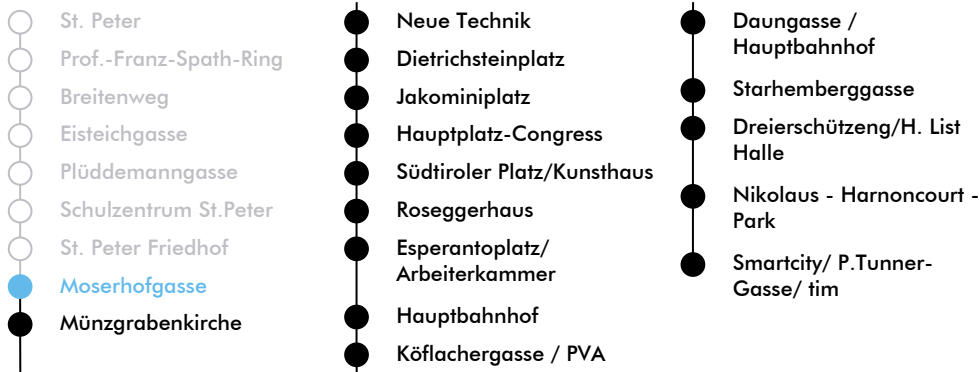 St. Peter
Prof.-Franz-Spath-Ring
Breitenweg
Eisteichgasse
Plüddemanngasse
Schulzentrum St.Peter
St. Peter Friedhof
Moserhofgasse
Münzgrabenkirche
Neue Technik
Dietrichsteinplatz
Jakominiplatz
Hauptplatz-Congress
Südtiroler Platz/Kunsthaus
Roseggerhaus
Esperantoplatz/
Arbeiterkammer
Hauptbahnhof
Köflachergasse / PVA
Daungasse /
Hauptbahnhof
Starhemberggasse
Dreierschützeng/H. List
Halle
Nikolaus - Harnoncourt -
Park
Smartcity/ P.Tunner-
Gasse/ tim